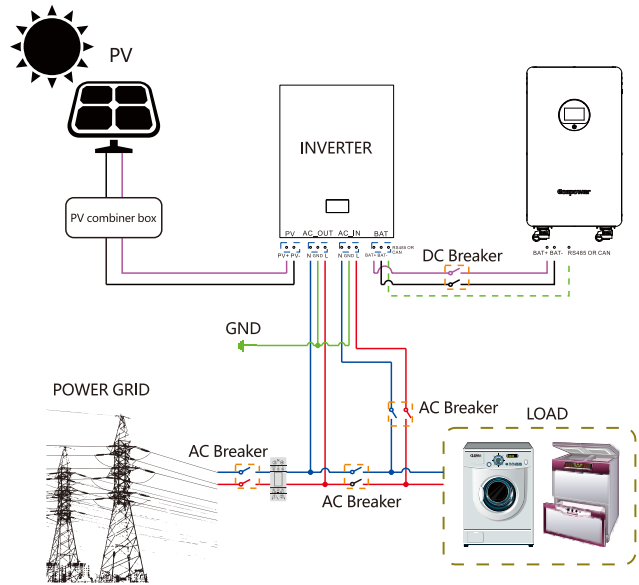 PV
PV combiner box
INVERTER
PV AC_OUT AC_IN BAT
RS485 OR
CAN
PV+ PV- N GND L N GND L BAT+ BAT-
DC Breaker
BAT+ BAT- RS485 OR CAN
GND
POWER GRID
AC Breaker
AC Breaker
AC Breaker
LOAD